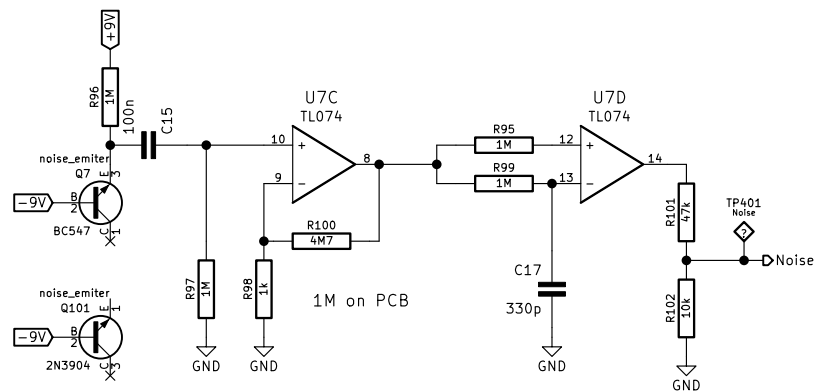 +9V
R96
1M
100n
C15
noise_emiter
Q7
E
3
-9V
B
2
C
1
BC547
noise_emiter
Q101
E
1
-9V
B
2
C
3
2N3904
R97
1M
GND
R98
1k
GND
U7C
TL074
10
+
9
-
8
R100
4M7
1M on PCB
R95
1M
R99
1M
C17
330p
GND
U7D
TL074
12
+
13
-
14
R101
47k
R102
10k
GND
TP401
Noise
?
Noise